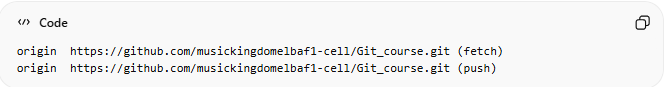 Code
origin  https://github.com/musickingdomelbaf1-cell/Git_course.git (fetch)
origin  https://github.com/musickingdomelbaf1-cell/Git_course.git (push)